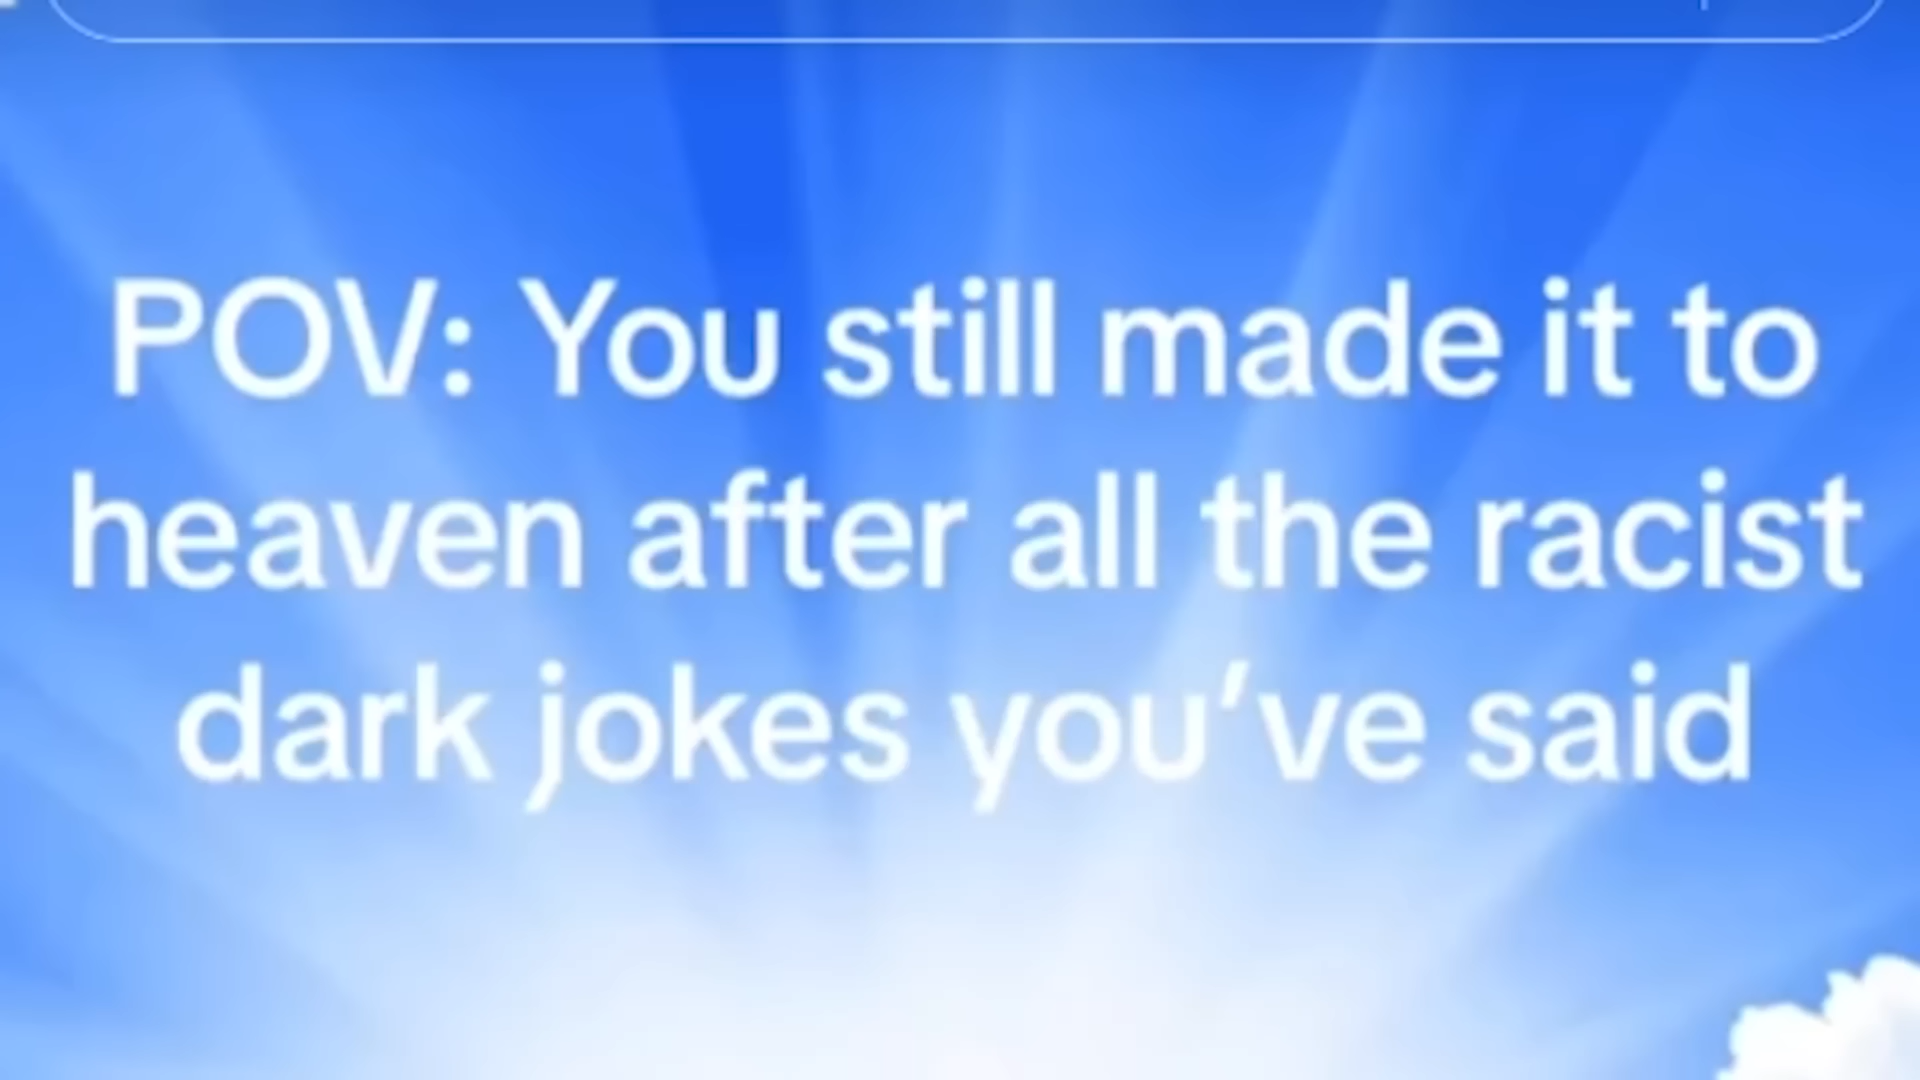 POV: You still made it to
heaven after all the racist
dark jokes you've said